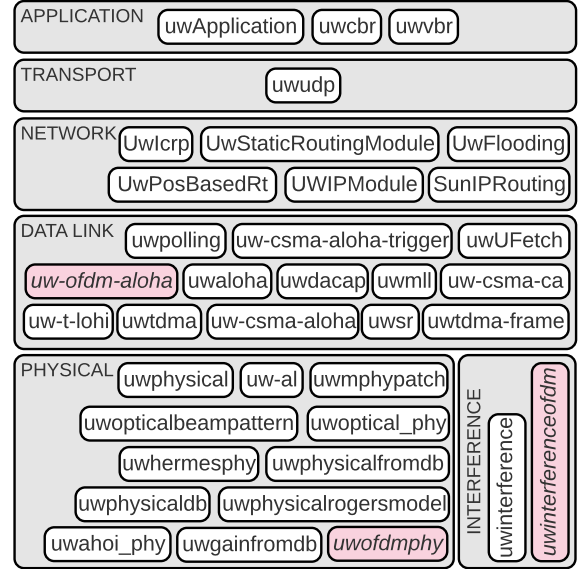 APPLICATION uwApplication uwcbr uwvbr
TRANSPORT uwudp
NETWORK UwIcrp UwStaticRoutingModule UwFlooding
UwPosBasedRt UWIPModule SunIPRouting
DATA LINK uwpolling uw-csma-aloha-trigger uwUFetch
uw-ofdm-aloha uwaloha uwdacap uwmll uw-csma-ca
uw-t-lohi uwtdma uw-csma-aloha uwsr uwtdma-frame
PHYSICAL uwphysical uw-al uwmphypatch
uwopticalbeampattern uwoptical_phy
uwhermesphy uwphysicalfromdb
uwphysicaldb uwphysicalrogersmodel
uwahoi_phy uwgainfromdb uwofdmphy
INTERFERENCE
uwinterference
uwinterferenceofdm